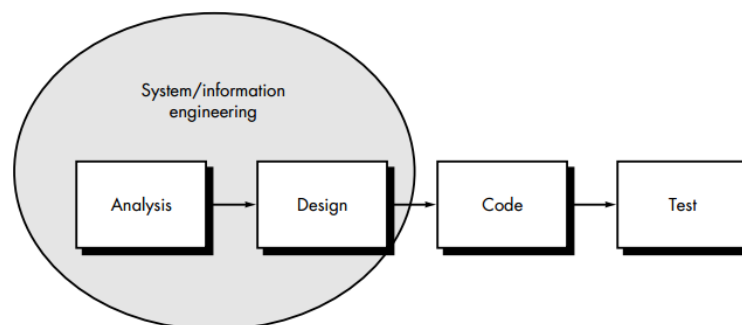 System/information
engineering
Analysis
Design
Code
Test